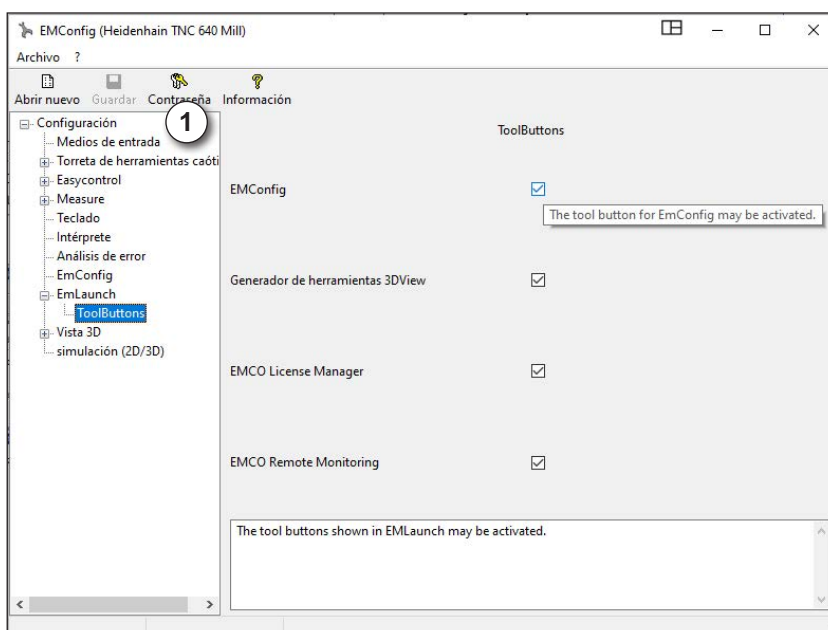 EMConfig (Heidenhain TNC 640 Mill)
Archivo ?
Abrir nuevo Guardar Contraseña Información
1
Configuración
Medios de entrada
Torreta de herramientas caóti
Easycontrol
Measure
Teclado
Intérprete
Análisis de error
EmConfig
EmLaunch
ToolButtons
Vista 3D
simulación (2D/3D)
ToolButtons
EMConfig
The tool button for EmConfig may be activated.
Generador de herramientas 3DView
EMCO License Manager
EMCO Remote Monitoring
The tool buttons shown in EMLaunch may be activated.